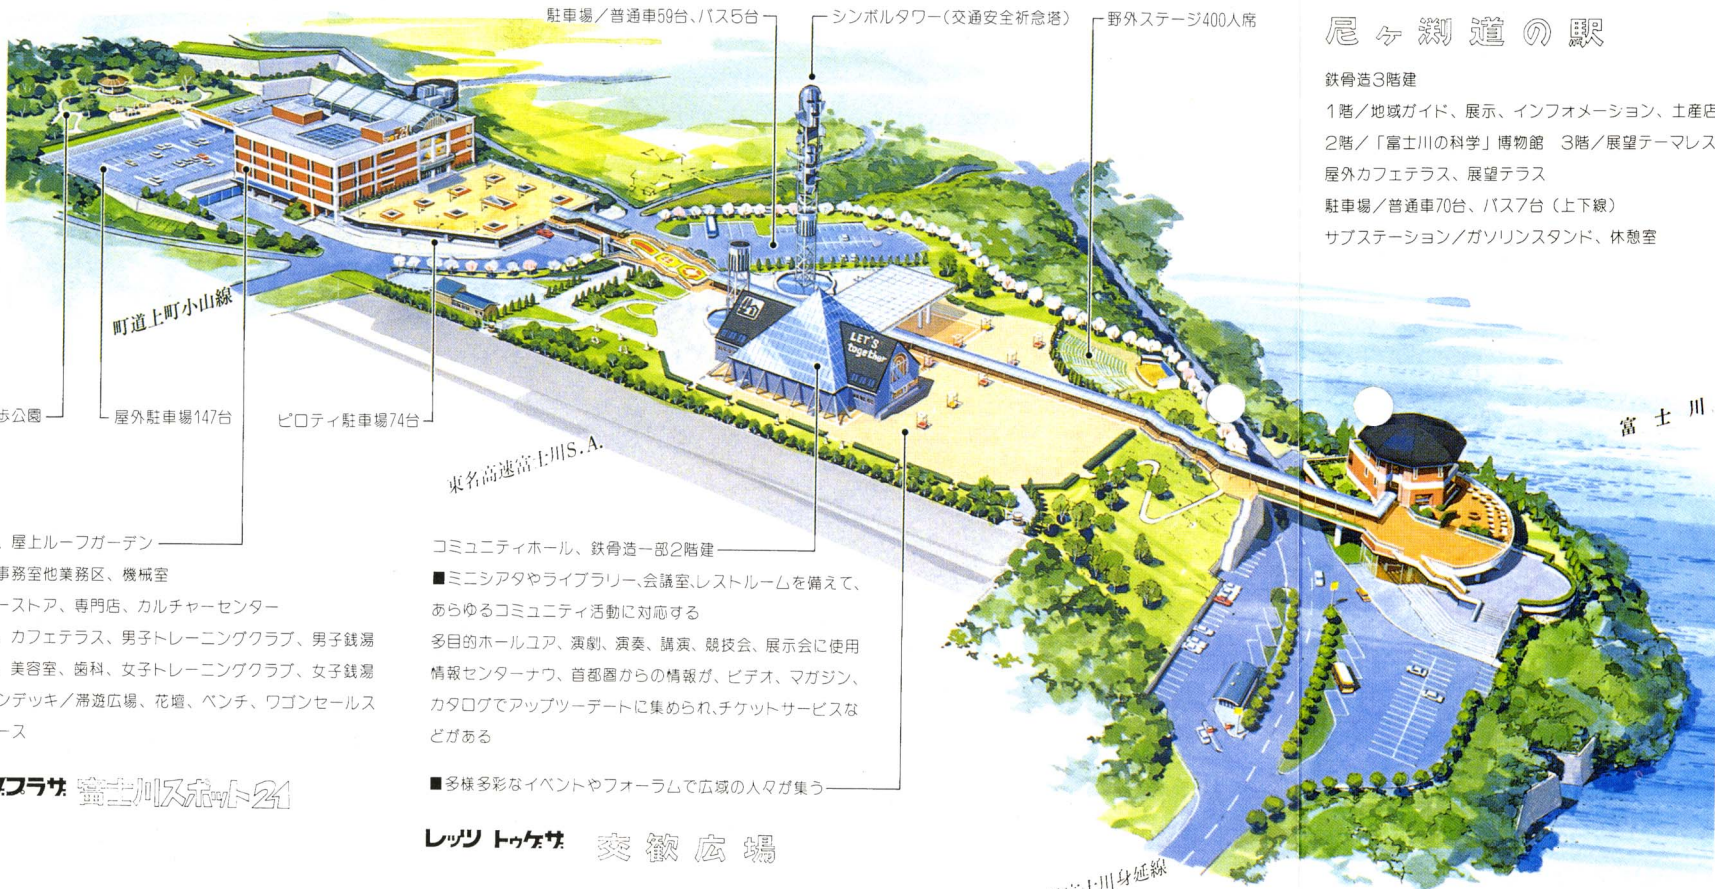 駐車場/普通車59台、バス5台
シンボルタワー(交通安全祈念塔)
野外ステージ400人席
尼ヶ渕道の駅
鉄骨造3階建
1階/地域ガイド、展示、インフォメーション、土産店
2階/「富士川の科学」博物館 3階/展望テーマレス
屋外カフェテラス、展望テラス
駐車場/普通車70台、バス7台(上下線)
サブステーション/ガソリンスタンド、休憩室
町道上町小山線
LET'S
together
歩公園
屋外駐車場147台
ピロティ駐車場74台
富士川
東名高速富士川S.A.
、屋上ルーフガーデン
事務室他業務区、機械室
ーストア、専門店、カルチャーセンター
、カフェテラス、男子トレーニングクラブ、男子銭湯
、美容室、歯科、女子トレーニングクラブ、女子銭湯
ンデッキ/滞遊広場、花壇、ベンチ、ワゴンセールス
ース
プラザ 富士川スポット21
コミュニティホール、鉄骨造一部2階建
■ミニシアタやライブラリー、会議室、レストルームを備えて、
あらゆるコミュニティ活動に対応する
多目的ホールユア、演劇、演奏、講演、競技会、展示会に使用
情報センターナウ、首都圏からの情報が、ビデオ、マガジン、
カタログでアップツーデートに集められ、チケットサービスな
どがある
■多様多彩なイベントやフォーラムで広域の人々が集う
レッツ トゥゲザ 交歓広場
富士川身延線